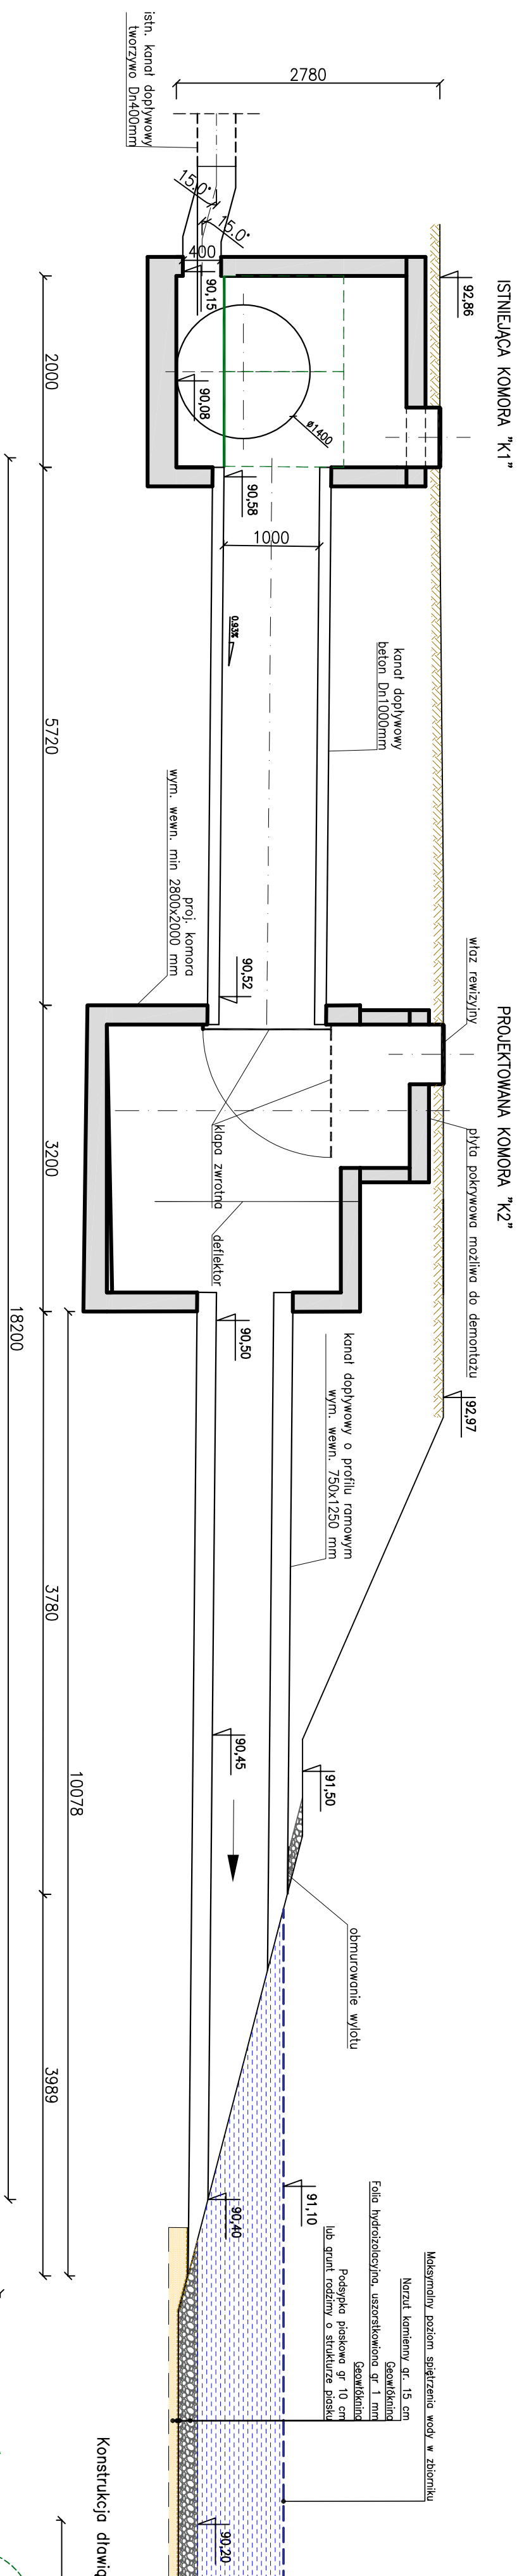 ISTNIEJĄCA KOMORA "K1"
PROJEKTOWANA KOMORA "K2"
2780
istn. kanał dopływowy
tworzywo Dn400mm
15.0°
15.0°
400
90,15
92,86
90,08
ø1400
90,58
1000
0.93%
kanał dopływowy
beton Dn1000mm
proj. komora
wym. wewn. min 2800x2000 mm
90,52
właz rewizyjny
płyta pokrywowa możliwa do demontażu
klapa zwrotna
deflektor
90,50
kanał dopływowy o profilu ramowym
wym. wewn. 750x1250 mm
92,97
90,45
91,50
obmurowanie wylotu
91,10
90,40
90,20
Maksymalny poziom spiętrzenia wody w zbiorniku
Narzut kamienny gr. 15 cm
Geowłóknina
Folia hydroizolacyjna, uszorstkowiona gr 1 mm
Geowłóknina
Podsypka piaskowa gr 10 cm
lub grunt rodzimy o strukturze piasku
2000
5720
3200
3780
3989
10078
18200
Konstrukcja dławią